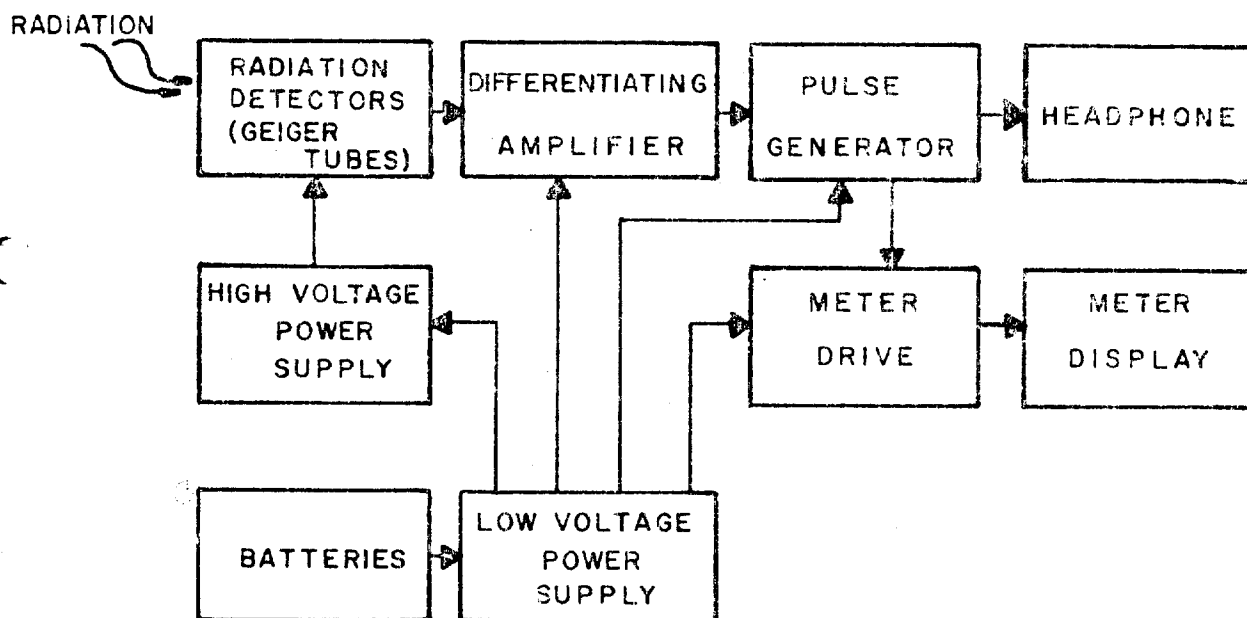 RADIATION
RADIATION
DETECTORS
(GEIGER
TUBES)
DIFFERENTIATING
AMPLIFIER
PULSE
GENERATOR
HEADPHONE
HIGH VOLTAGE
POWER
SUPPLY
METER
DRIVE
METER
DISPLAY
BATTERIES
LOW VOLTAGE
POWER
SUPPLY